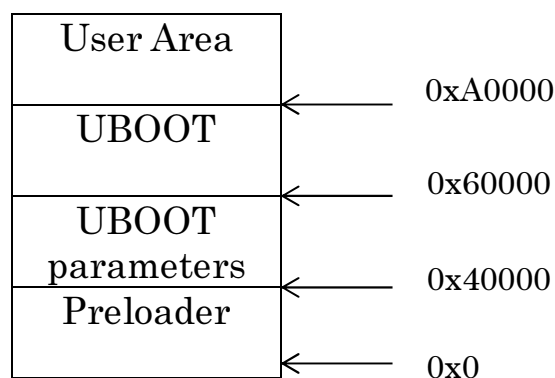 User Area
0xA0000
UBOOT
0x60000
UBOOT
parameters
0x40000
Preloader
0x0